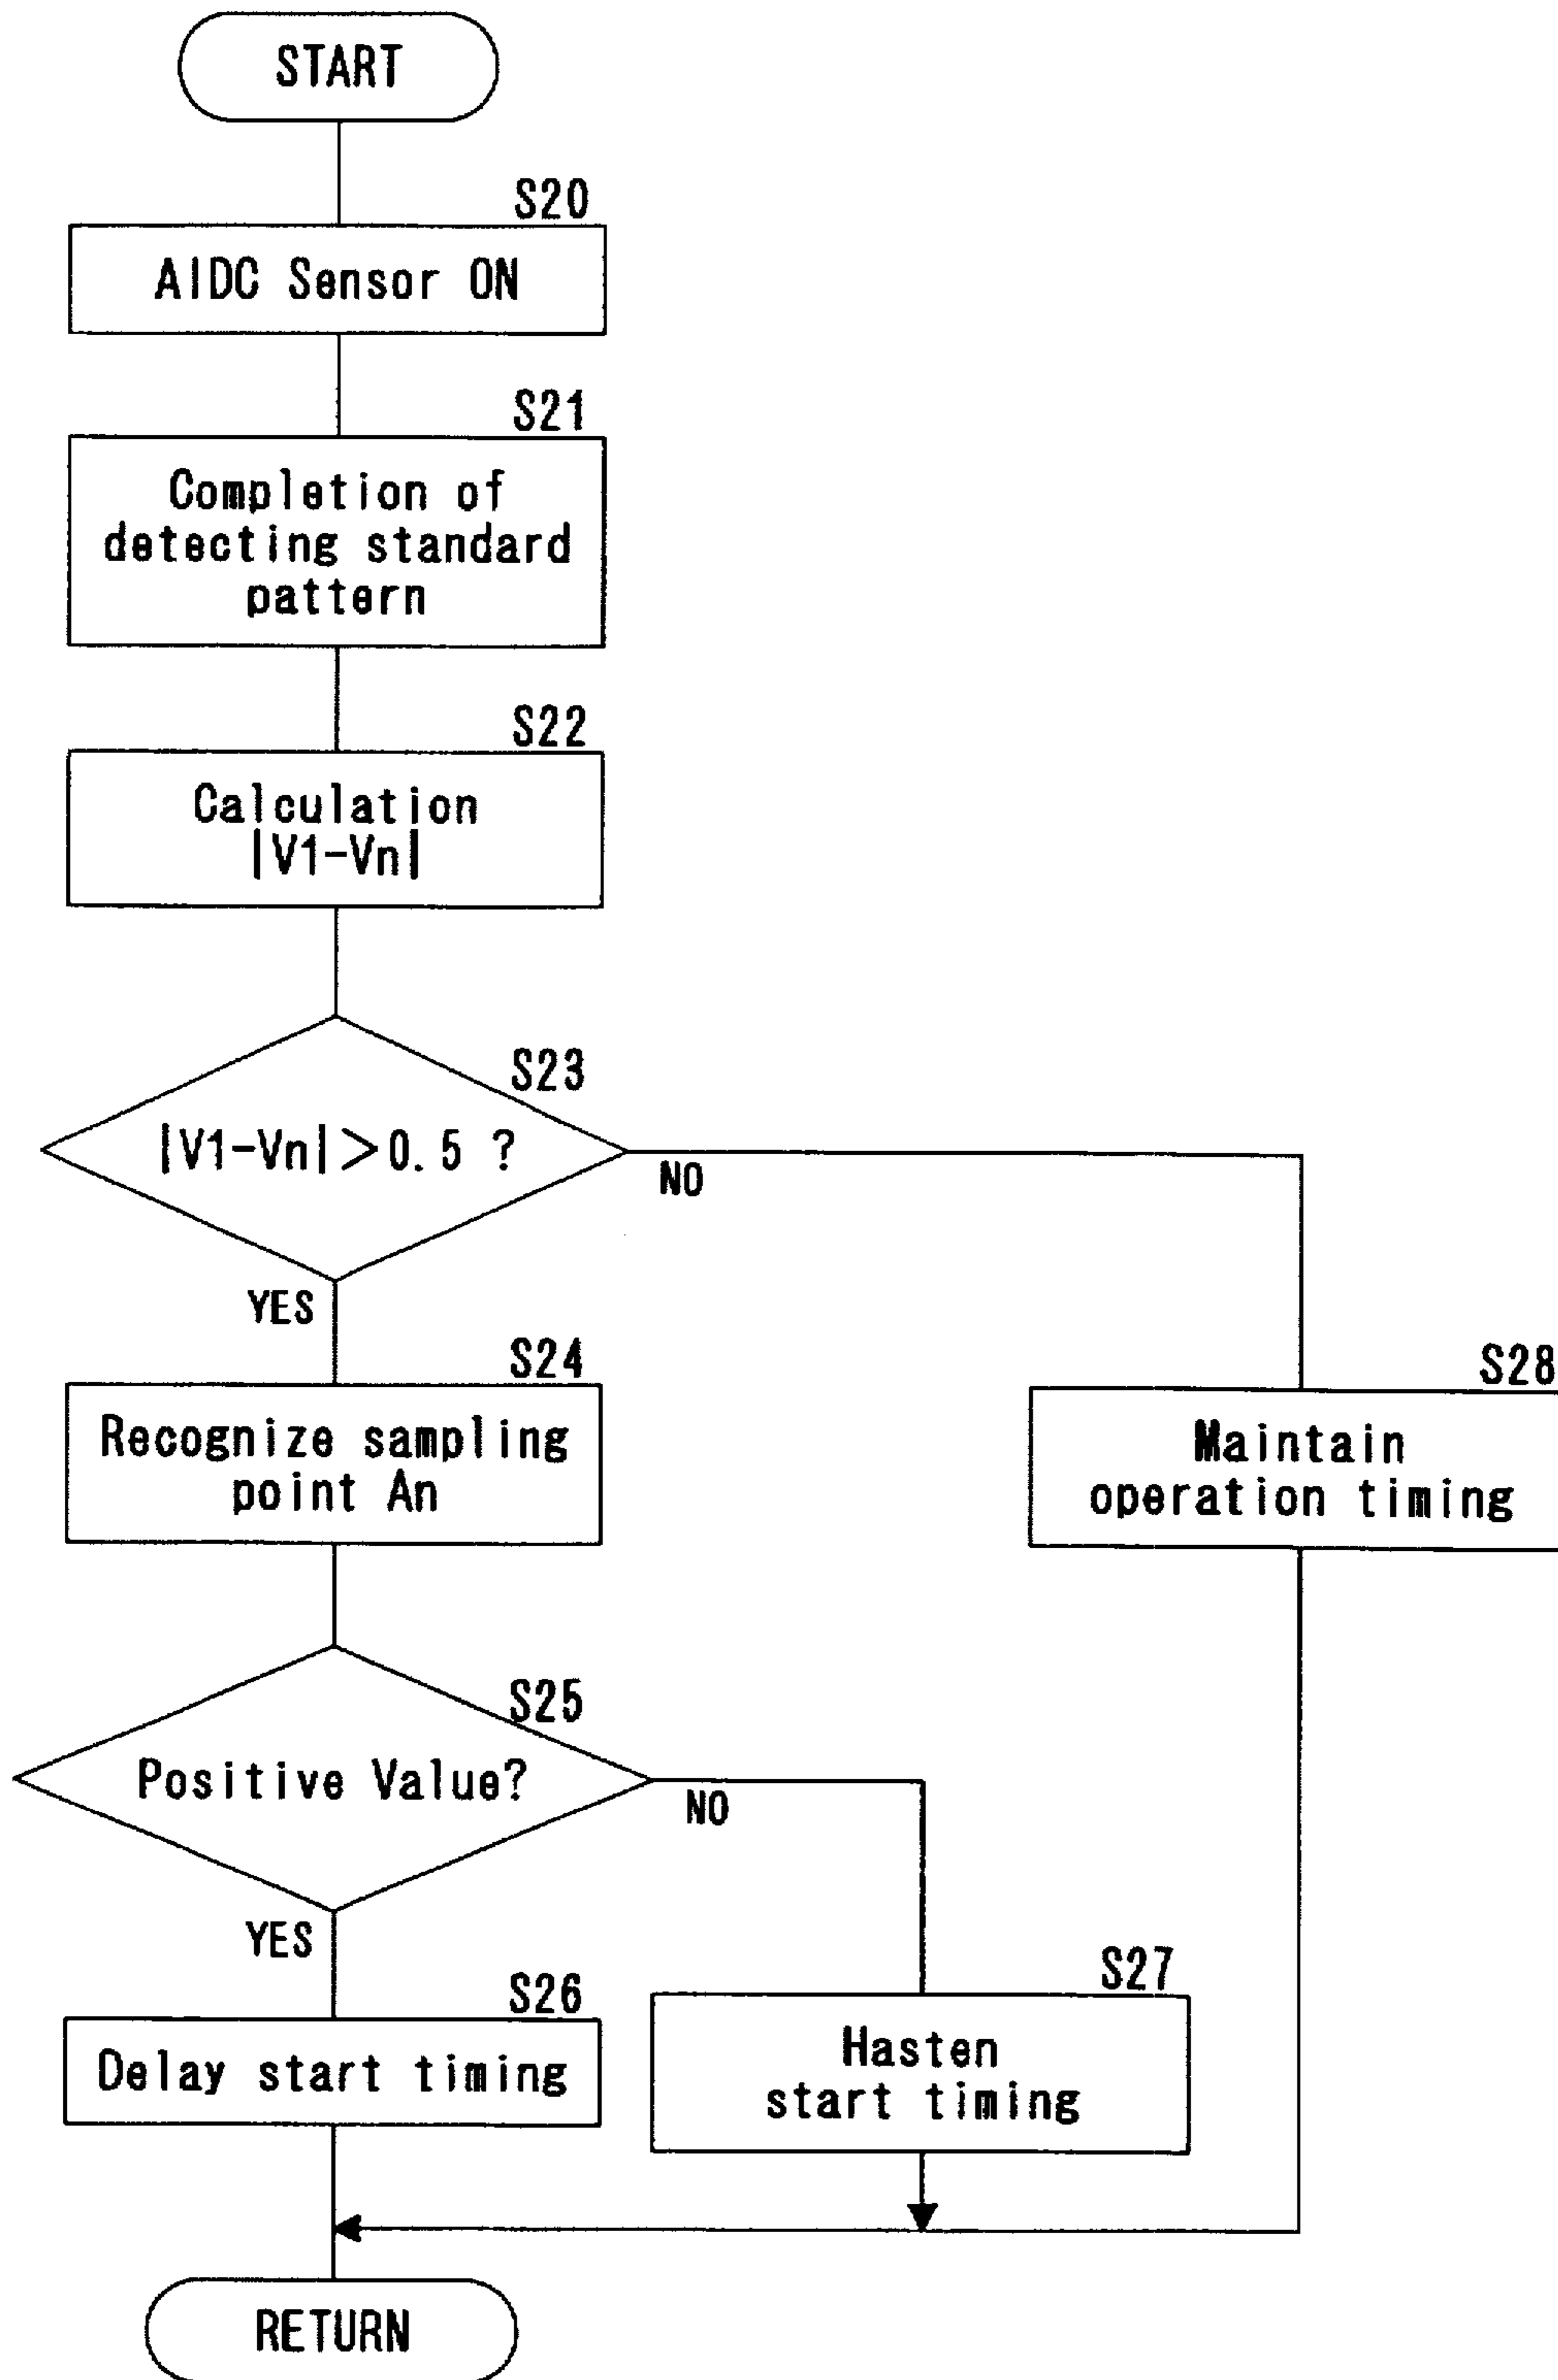 START
S20
AIDC Sensor ON
S21
Completion of
detecting standard
pattern
S22
Calculation
|V1-Vn|
S23
|V1-Vn|>0.5 ?
NO
YES
S24
Recognize sampling
point An
S28
Maintain
operation timing
S25
Positive Value?
NO
YES
S26
Delay start timing
S27
Hasten
start timing
RETURN